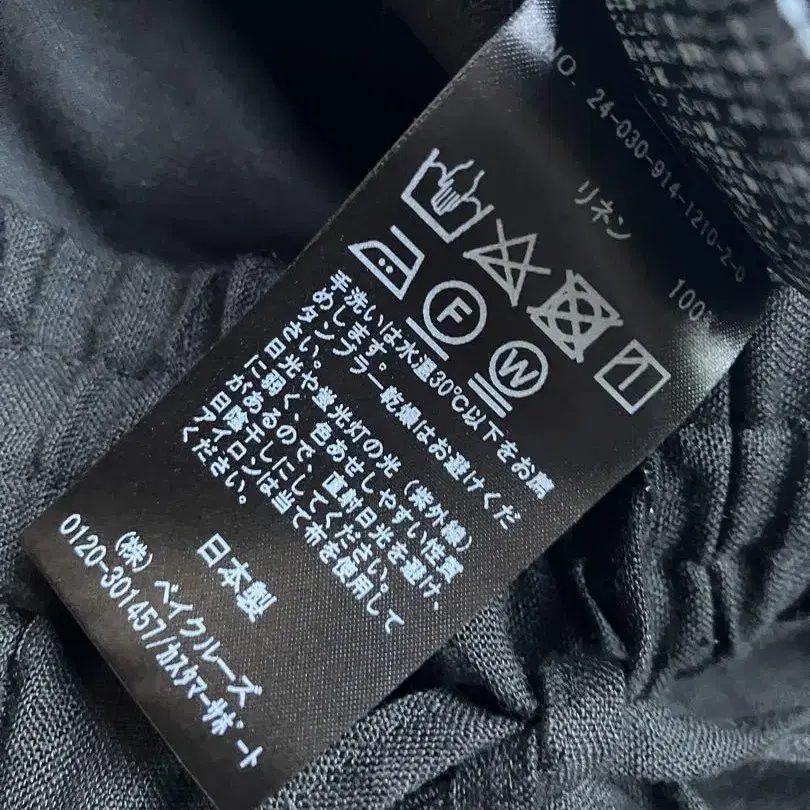 NO. 24-030-914-1210-2-0
リネン 100%
F
W
手洗いは水温30℃以下をお薦
めします。
タンブラー乾燥はお避けくだ
さい。
日光や蛍光灯の光(紫外線)
に弱く、色あせしやすい性質
があるので、直射日光を避け、
日陰干しにしてください。
アイロンは当て布を使用して
ください。
日本製
(株)ベイクルーズ
0120-301457/カスタマーサポート